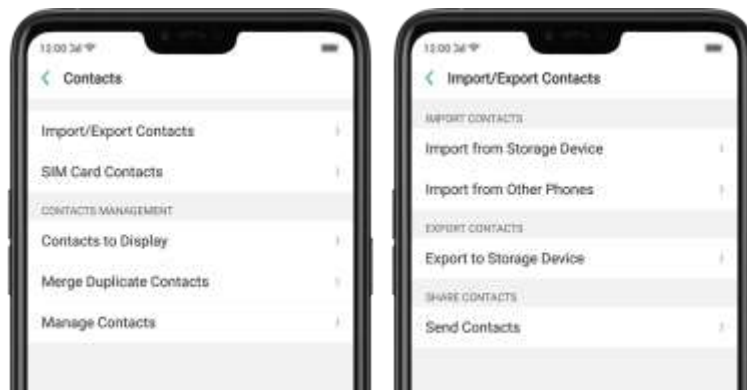 12:00
Contacts
Import/Export Contacts
SIM Card Contacts
CONTACTS MANAGEMENT
Contacts to Display
Merge Duplicate Contacts
Manage Contacts
12:00
Import/Export Contacts
IMPORT CONTACTS
Import from Storage Device
Import from Other Phones
EXPORT CONTACTS
Export to Storage Device
SHARE CONTACTS
Send Contacts